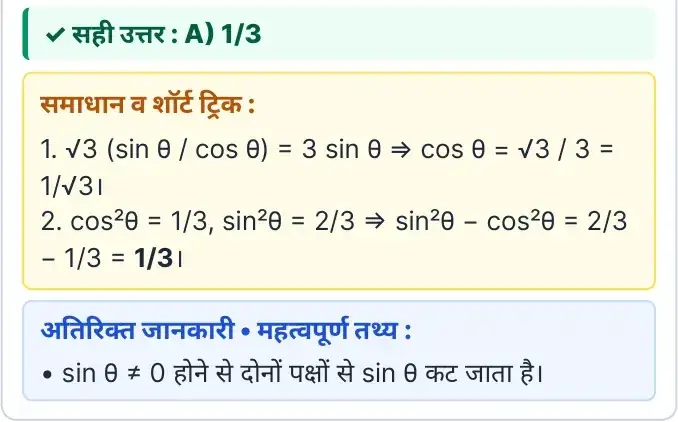 ✓ सही उत्तर : A) 1/3
समाधान व शॉर्ट ट्रिक :
1. √3 (sin θ / cos θ) = 3 sin θ ⇒ cos θ = √3 / 3 =
1/√3।
2. cos²θ = 1/3, sin²θ = 2/3 ⇒ sin²θ − cos²θ = 2/3
− 1/3 = 1/3।
अतिरिक्त जानकारी • महत्वपूर्ण तथ्य :
• sin θ ≠ 0 होने से दोनों पक्षों से sin θ कट जाता है।